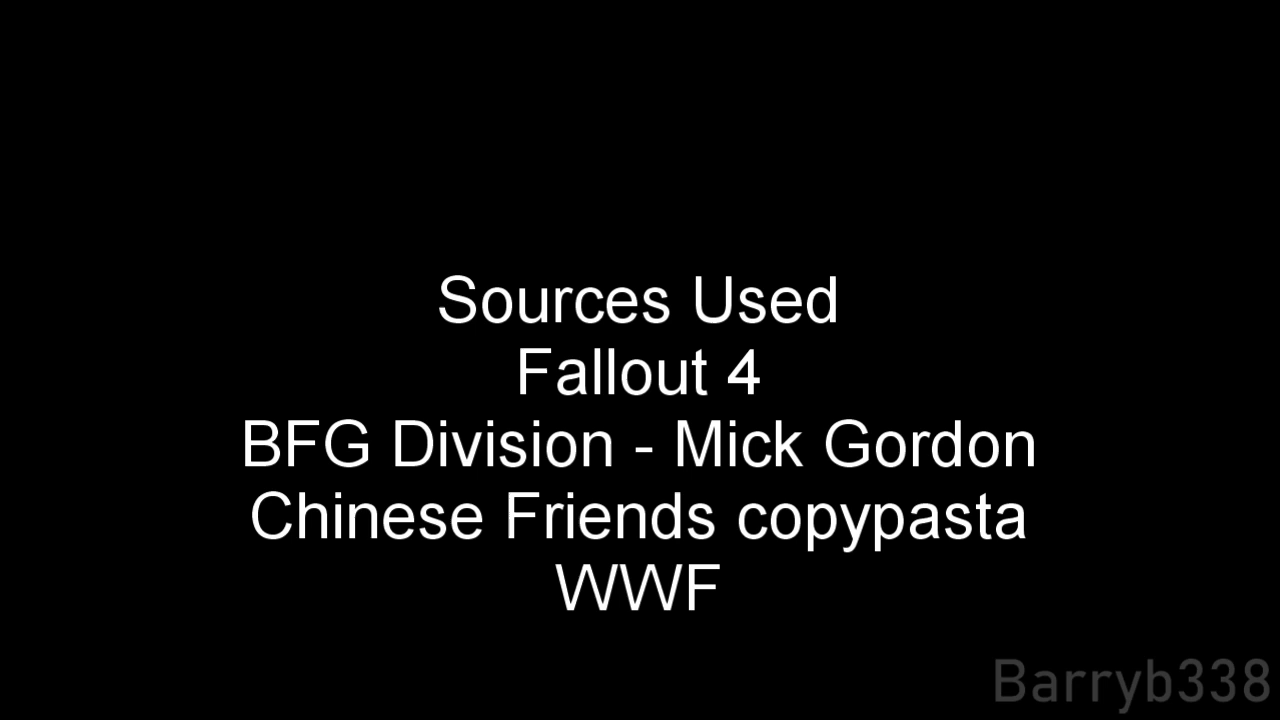 Sources Used
Fallout 4
BFG Division - Mick Gordon
Chinese Friends copypasta
WWF
Barryb338